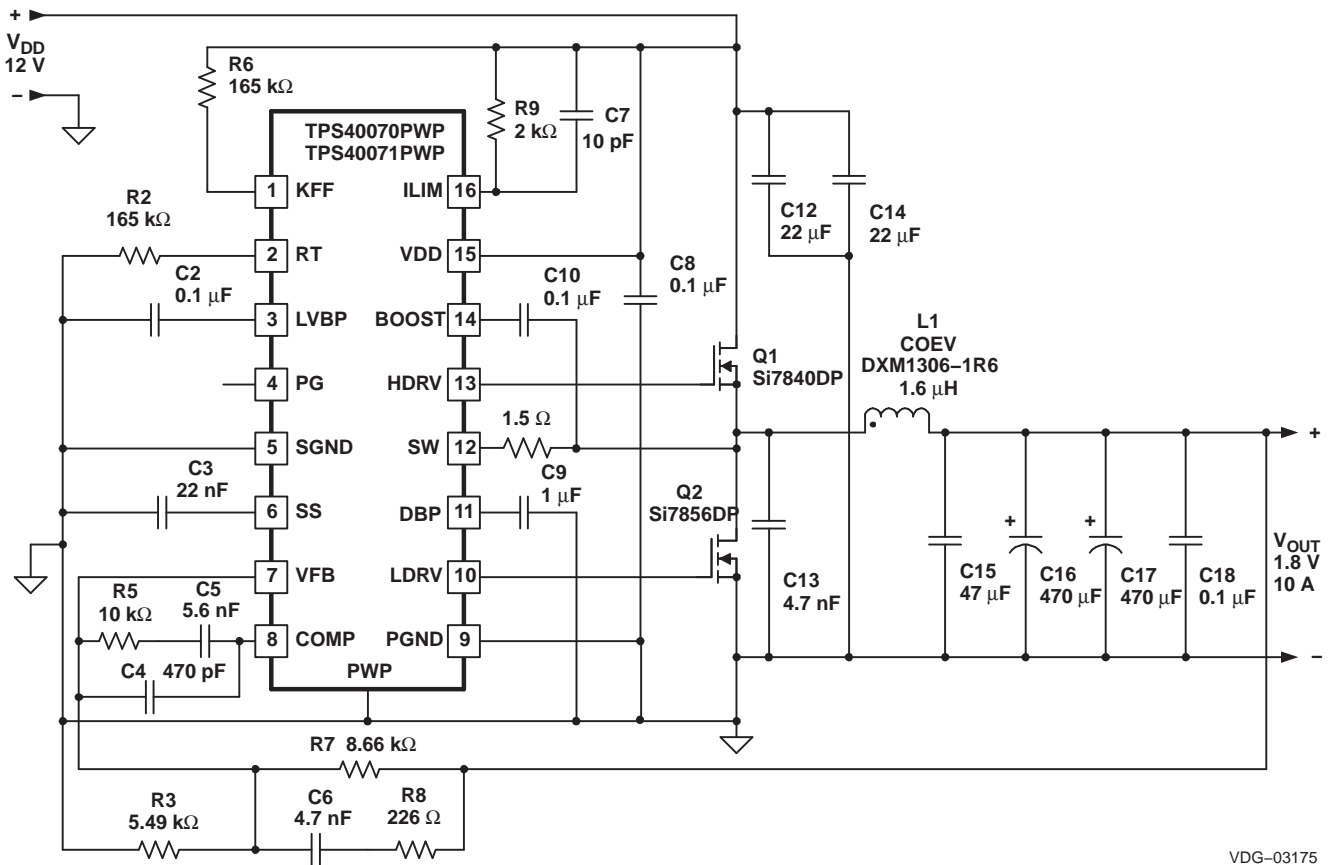 +
VDD
12 V
−
R6
165 kΩ
TPS40070PWP
TPS40071PWP
R9
2 kΩ
C7
10 pF
1 KFF
ILIM 16
R2
165 kΩ
C12
22 μF
C14
22 μF
2 RT
VDD 15
C2
0.1 μF
C10
0.1 μF
C8
0.1 μF
3 LVBP
BOOST 14
L1
COEV
DXM1306–1R6
1.6 μH
Q1
Si7840DP
4 PG
HDRV 13
1.5 Ω
+
5 SGND
SW 12
C3
22 nF
C9
1 μF
Q2
Si7856DP
6 SS
DBP 11
+
+
VOUT
1.8 V
10 A
7 VFB
LDRV 10
C13
4.7 nF
C15
47 μF
C16
470 μF
C17
470 μF
C18
0.1 μF
R5
10 kΩ
C5
5.6 nF
8 COMP
PGND 9
−
C4 470 pF
PWP
R7 8.66 kΩ
R3
5.49 kΩ
C6
4.7 nF
R8
226 Ω
VDG–03175